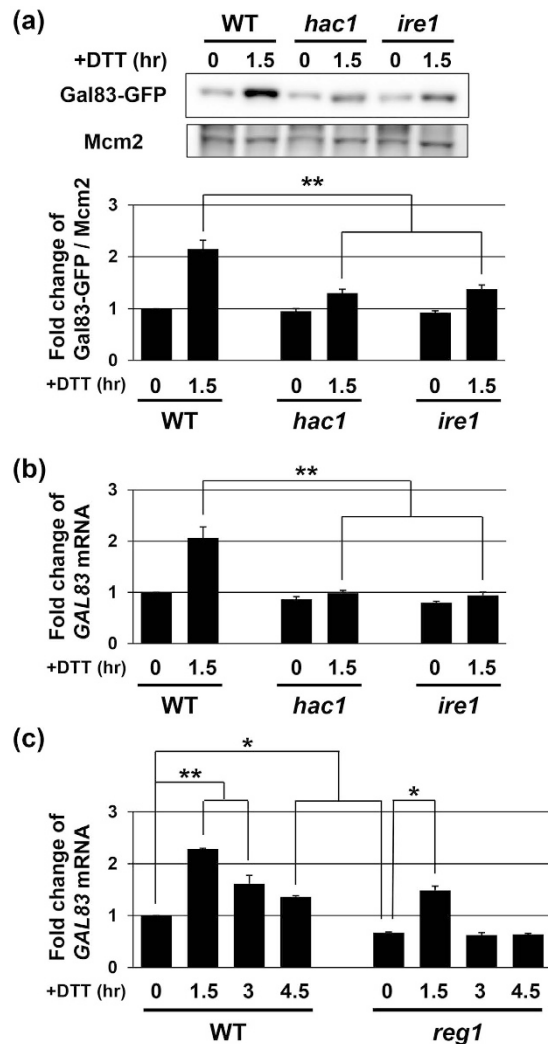 (a)
WT hac1 ire1
+DTT (hr) 0 1.5 0 1.5 0 1.5
Gal83-GFP
Mcm2
Fold change of
Gal83-GFP / Mcm2
3
2
1
0
**
+DTT (hr) 0 1.5 0 1.5 0 1.5
WT hac1 ire1
(b)
Fold change of
GAL83 mRNA
3
2
1
0
**
+DTT (hr) 0 1.5 0 1.5 0 1.5
WT hac1 ire1
(c)
Fold change of
GAL83 mRNA
3
2
1
0
*
**
*
+DTT (hr) 0 1.5 3 4.5 0 1.5 3 4.5
WT reg1